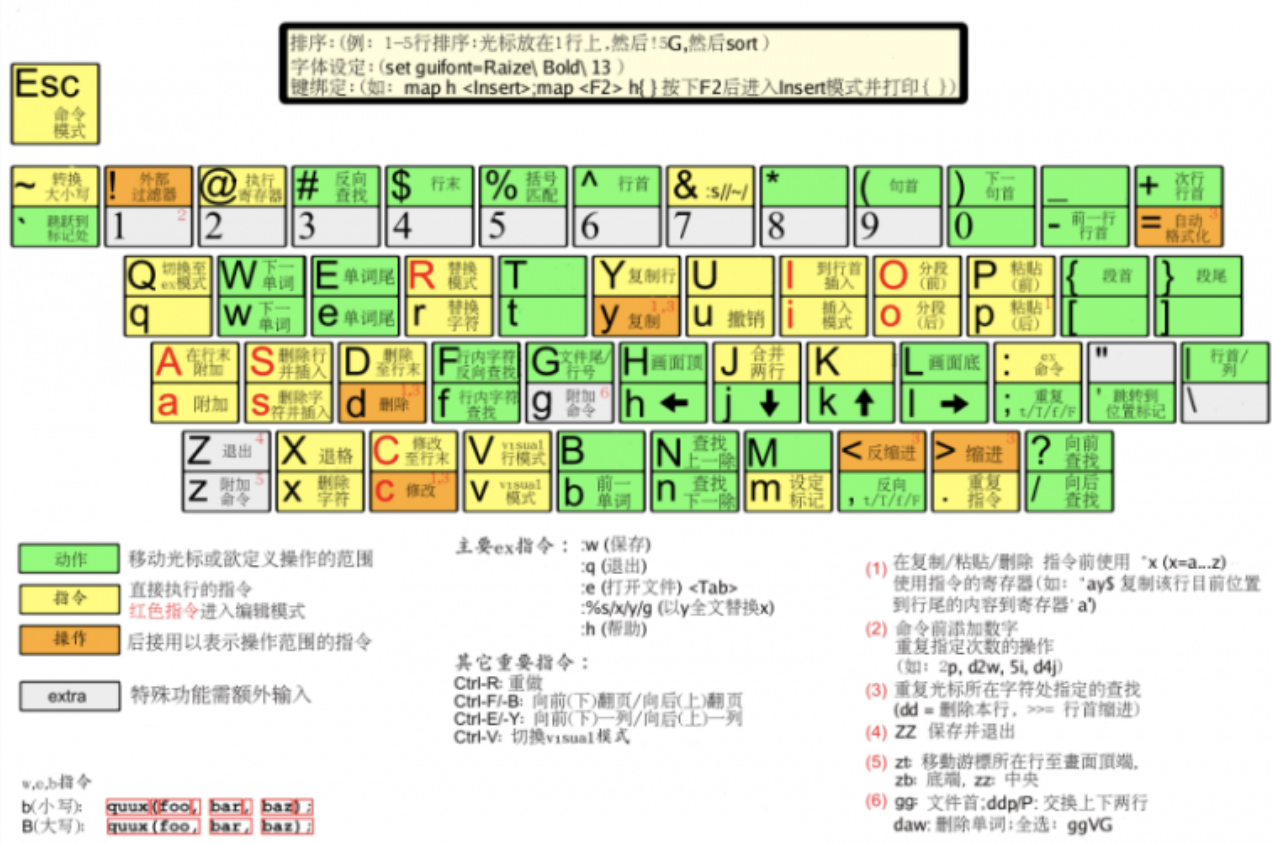 排序:(例: 1-5行排序:光标放在1行上,然后!5G,然后sort )
字体设定:(set guifont=Raize\ Bold\ 13 )
键绑定:(如: map h <Insert>;map <F2> h{ } 按下F2后进入Insert模式并打印{ })
Esc 命令模式
~ 转换大小写 ! 外部过滤器 @ 执行寄存器 # 反向查找 $ 行末 % 括号匹配 ^ 行首 & :s//~/ * ( 句首 ) 下一句首 _ + 次行行首
` 跳跃到标记处 1 2 2 3 4 5 6 7 8 9 0 - 前一行行首 = 自动格式化 3
Q 切换至ex模式 W 下一单词 E 单词尾 R 替换模式 T Y 复制行 U I 到行首插入 O 分段(前) P 粘贴(前) { 段首 } 段尾
q w 下一单词 e 单词尾 r 替换字符 t y 复制 1,3 u 撤销 i 插入模式 o 分段(后) p 粘贴(后) 1 [ ]
A 在行末附加 S 删除行并插入 D 删除至行末 F 行内字符反向查找 G 文件尾/行号 H 画面顶 J 合并两行 K L 画面底 : ex命令 " | 行首/列
a 附加 s 删除字符并插入 d 删除 1,3 f 行内字符查找 g 附加命令 6 h ← j ↓ k ↑ l → ; 重复t/T/f/F ' 跳转到位置标记 \
Z 退出 4 X 退格 C 修改至行末 V visual行模式 B N 查找上一除 M < 反缩进 3 > 缩进 3 ? 向前查找
z 附加命令 5 x 删除字符 c 修改 1,3 v visual模式 b 前一单词 n 查找下一除 m 设定标记 , 反向t/T/f/F . 重复指令 / 向后查找
动作 移动光标或欲定义操作的范围
指令 直接执行的指令
红色指令进入编辑模式
操作 后接用以表示操作范围的指令
extra 特殊功能需额外输入
w,e,b指令
b(小写): quux(foo, bar, baz);
B(大写): quux(foo, bar, baz);
主要ex指令: :w (保存)
:q (退出)
:e (打开文件) <Tab>
:%s/x/y/g (以y全文替换x)
:h (帮助)
其它重要指令:
Ctrl-R: 重做
Ctrl-F/-B: 向前(下)翻页/向后(上)翻页
Ctrl-E/-Y: 向前(下)一列/向后(上)一列
Ctrl-V: 切换visual模式
(1) 在复制/粘贴/删除 指令前使用 "x (x=a...z)
使用指令的寄存器(如: "ay$ 复制该行目前位置
到行尾的内容到寄存器' a')
(2) 命令前添加数字
重复指定次数的操作
(如: 2p, d2w, 5i, d4j)
(3) 重复光标所在字符处指定的查找
(dd = 删除本行, >>= 行首缩进)
(4) ZZ 保存并退出
(5) zt: 移動游標所在行至畫面頂端,
zb: 底端, zz: 中央
(6) gg: 文件首;ddp/P: 交换上下两行
daw: 删除单词;全选: ggVG